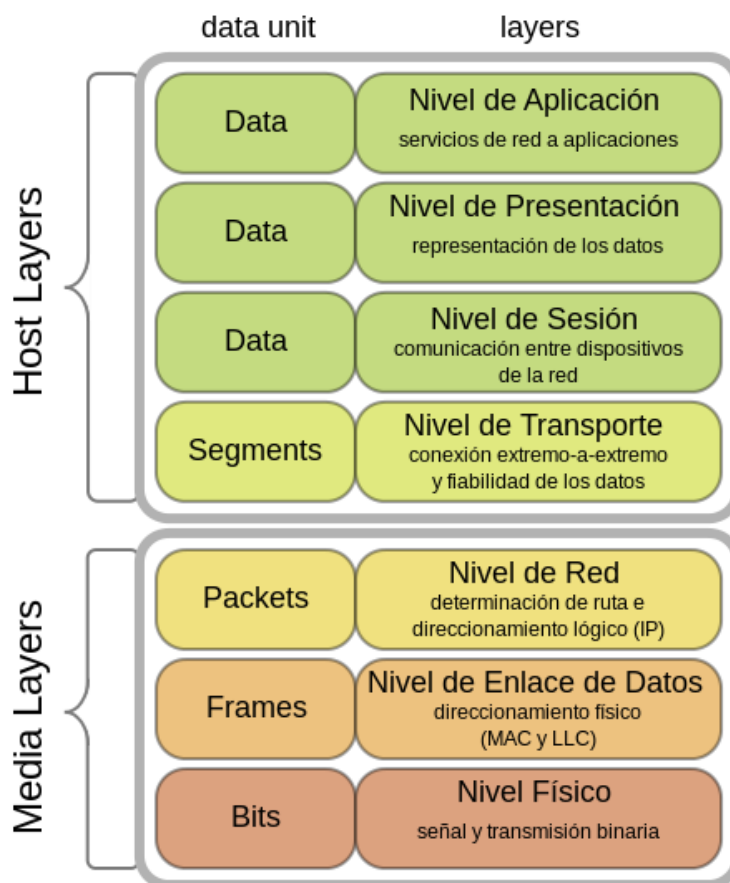 data unit
layers
Host Layers
Data
Nivel de Aplicación
servicios de red a aplicaciones
Data
Nivel de Presentación
representación de los datos
Data
Nivel de Sesión
comunicación entre dispositivos
de la red
Segments
Nivel de Transporte
conexión extremo-a-extremo
y fiabilidad de los datos
Media Layers
Packets
Nivel de Red
determinación de ruta e
direccionamiento lógico (IP)
Frames
Nivel de Enlace de Datos
direccionamiento físico
(MAC y LLC)
Bits
Nivel Físico
señal y transmisión binaria